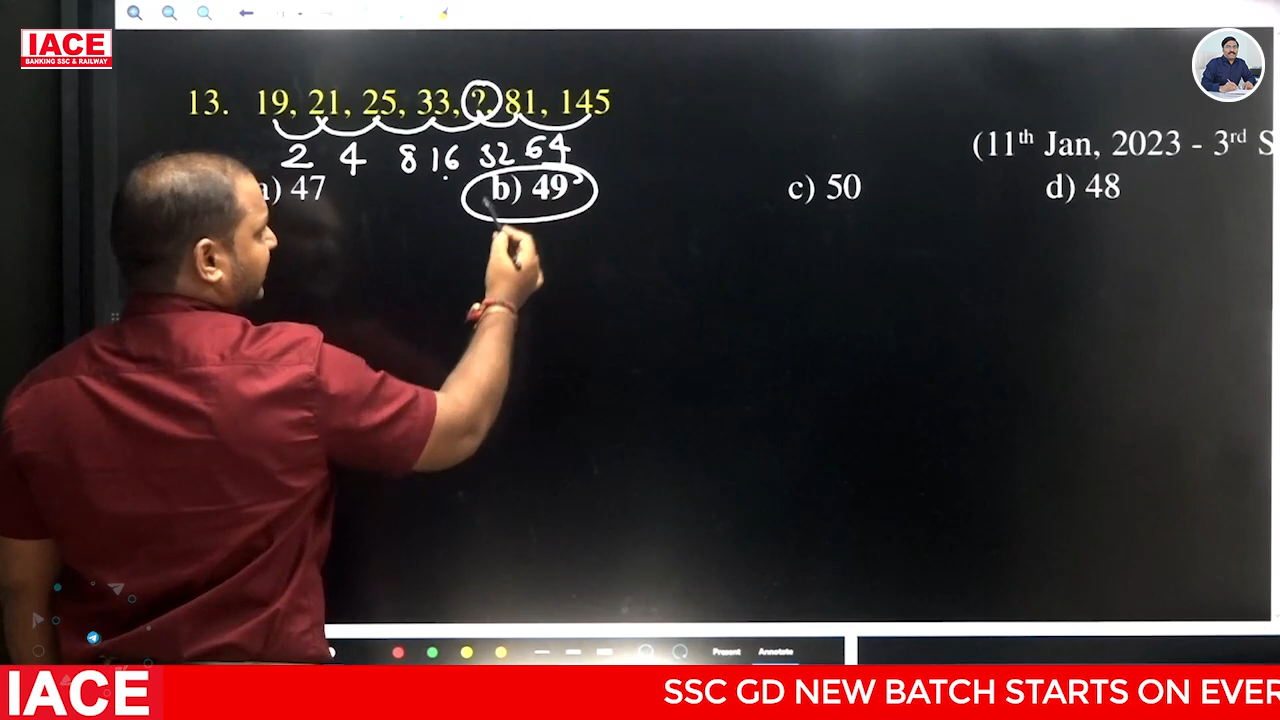 IACE
BANKING SSC & RAILWAY
13. 19, 21, 25, 33, ?, 81, 145
2 4 8 16 32 64
(11th Jan, 2023 - 3rd S
a) 47 b) 49 c) 50 d) 48
Present Annotate
IACE
SSC GD NEW BATCH STARTS ON EVER